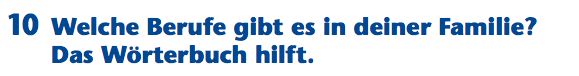 10 Welche Berufe gibt es in deiner Familie?
Das Wörterbuch hilft.